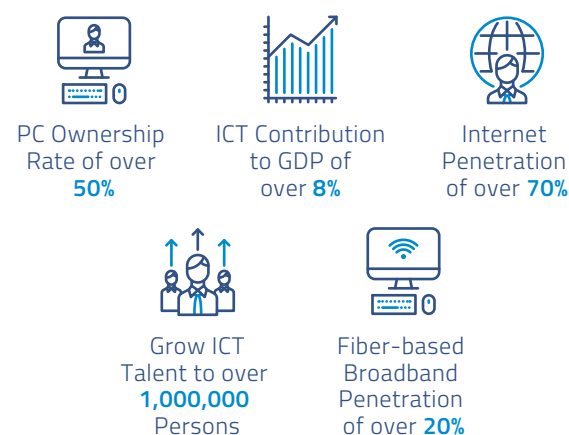 PC Ownership
Rate of over
50%
ICT Contribution
to GDP of
over 8%
Internet
Penetration
of over 70%
Grow ICT
Talent to over
1,000,000
Persons
Fiber-based
Broadband
Penetration
of over 20%